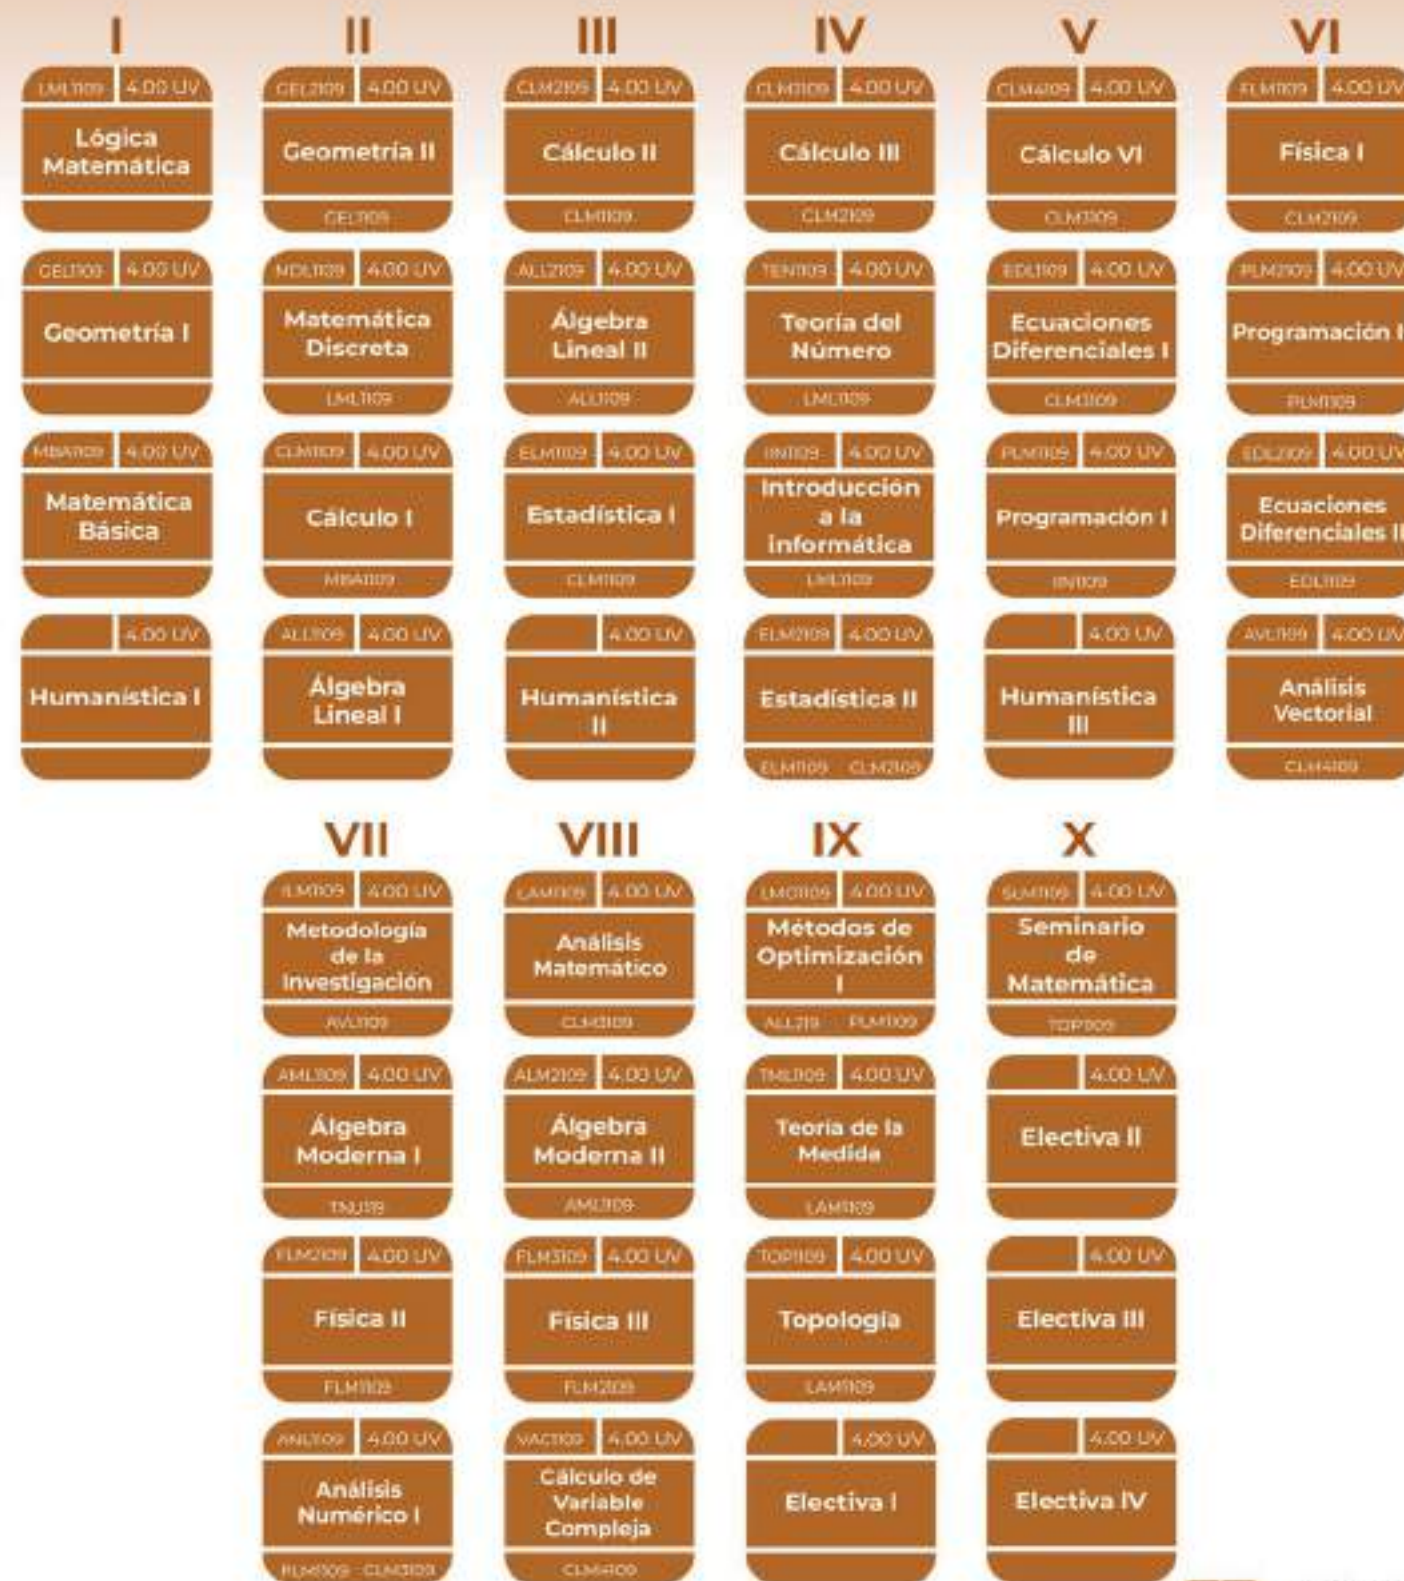 I II III IV V VI
LML1109 4.00 UV GEL2109 4.00 UV CLM2109 4.00 UV CLM3109 4.00 UV CLM4109 4.00 UV FLM1109 4.00 UV
Lógica
Matemática
Geometría II
Cálculo II
Cálculo III
Cálculo VI
Física I
GEL1109 CLM1109 CLM2109 CLM3109 CLM2109
GEL1109 4.00 UV MDL1109 4.00 UV ALL2109 4.00 UV TEN1109 4.00 UV EDL1109 4.00 UV PLM2109 4.00 UV
Geometría I
Matemática
Discreta
Álgebra
Lineal II
Teoría del
Número
Ecuaciones
Diferenciales I
Programación I
LML1109 ALL1109 LML1109 CLM3109 PLM1109
MBA1109 4.00 UV CLM1109 4.00 UV ELM1109 4.00 UV IIN1109 4.00 UV PLM1109 4.00 UV EDL2109 4.00 UV
Matemática
Básica
Cálculo I
Estadística I
Introducción
a la
informática
Programación I
Ecuaciones
Diferenciales II
MBA1109 CLM1109 LML1109 IIN1109 EDL1109
4.00 UV ALL1109 4.00 UV 4.00 UV ELM2109 4.00 UV 4.00 UV AVL1109 4.00 UV
Humanística I
Álgebra
Lineal I
Humanística
II
Estadística II
Humanística
III
Análisis
Vectorial
ELM1109 CLM2109 CLM4109
VII VIII IX X
ILM1109 4.00 UV LAM1109 4.00 UV LMO1109 4.00 UV SLM1109 4.00 UV
Metodología
de la
Investigación
Análisis
Matemático
Métodos de
Optimización
I
Seminario
de
Matemática
AVL1109 CLM3109 ALL219 PLM1109 TOP1109
AML1109 4.00 UV ALM2109 4.00 UV TML1109 4.00 UV 4.00 UV
Álgebra
Moderna I
Álgebra
Moderna II
Teoría de la
Medida
Electiva II
AML1109 LAM1109
FLM2109 4.00 UV FLM3109 4.00 UV TOP1109 4.00 UV 4.00 UV
Física II
Física III
Topología
Electiva III
FLM1109 FLM2109 LAM1109
ANL1109 4.00 UV VAC1109 4.00 UV 4.00 UV 4.00 UV
Análisis
Numérico I
Cálculo de
Variable
Compleja
Electiva I
Electiva IV
PLM1109 CLM3109 CLM4109